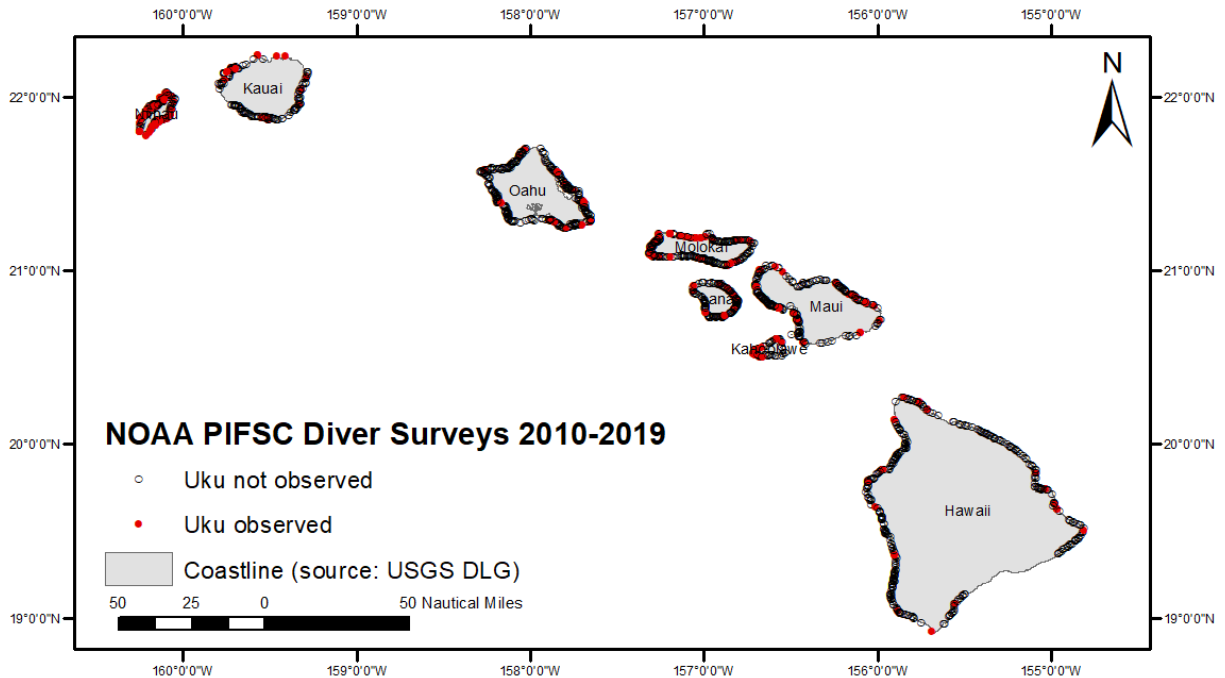 160°0'0"W 159°0'0"W 158°0'0"W 157°0'0"W 156°0'0"W 155°0'0"W
N
22°0'0"N 22°0'0"N
Kauai
Niihau
Oahu
21°0'0"N 21°0'0"N
Molokai
Lanai
Maui
Kahoolawe
20°0'0"N 20°0'0"N
Hawaii
19°0'0"N 19°0'0"N
NOAA PIFSC Diver Surveys 2010-2019
Uku not observed
Uku observed
Coastline (source: USGS DLG)
50 25 0 50 Nautical Miles
160°0'0"W 159°0'0"W 158°0'0"W 157°0'0"W 156°0'0"W 155°0'0"W